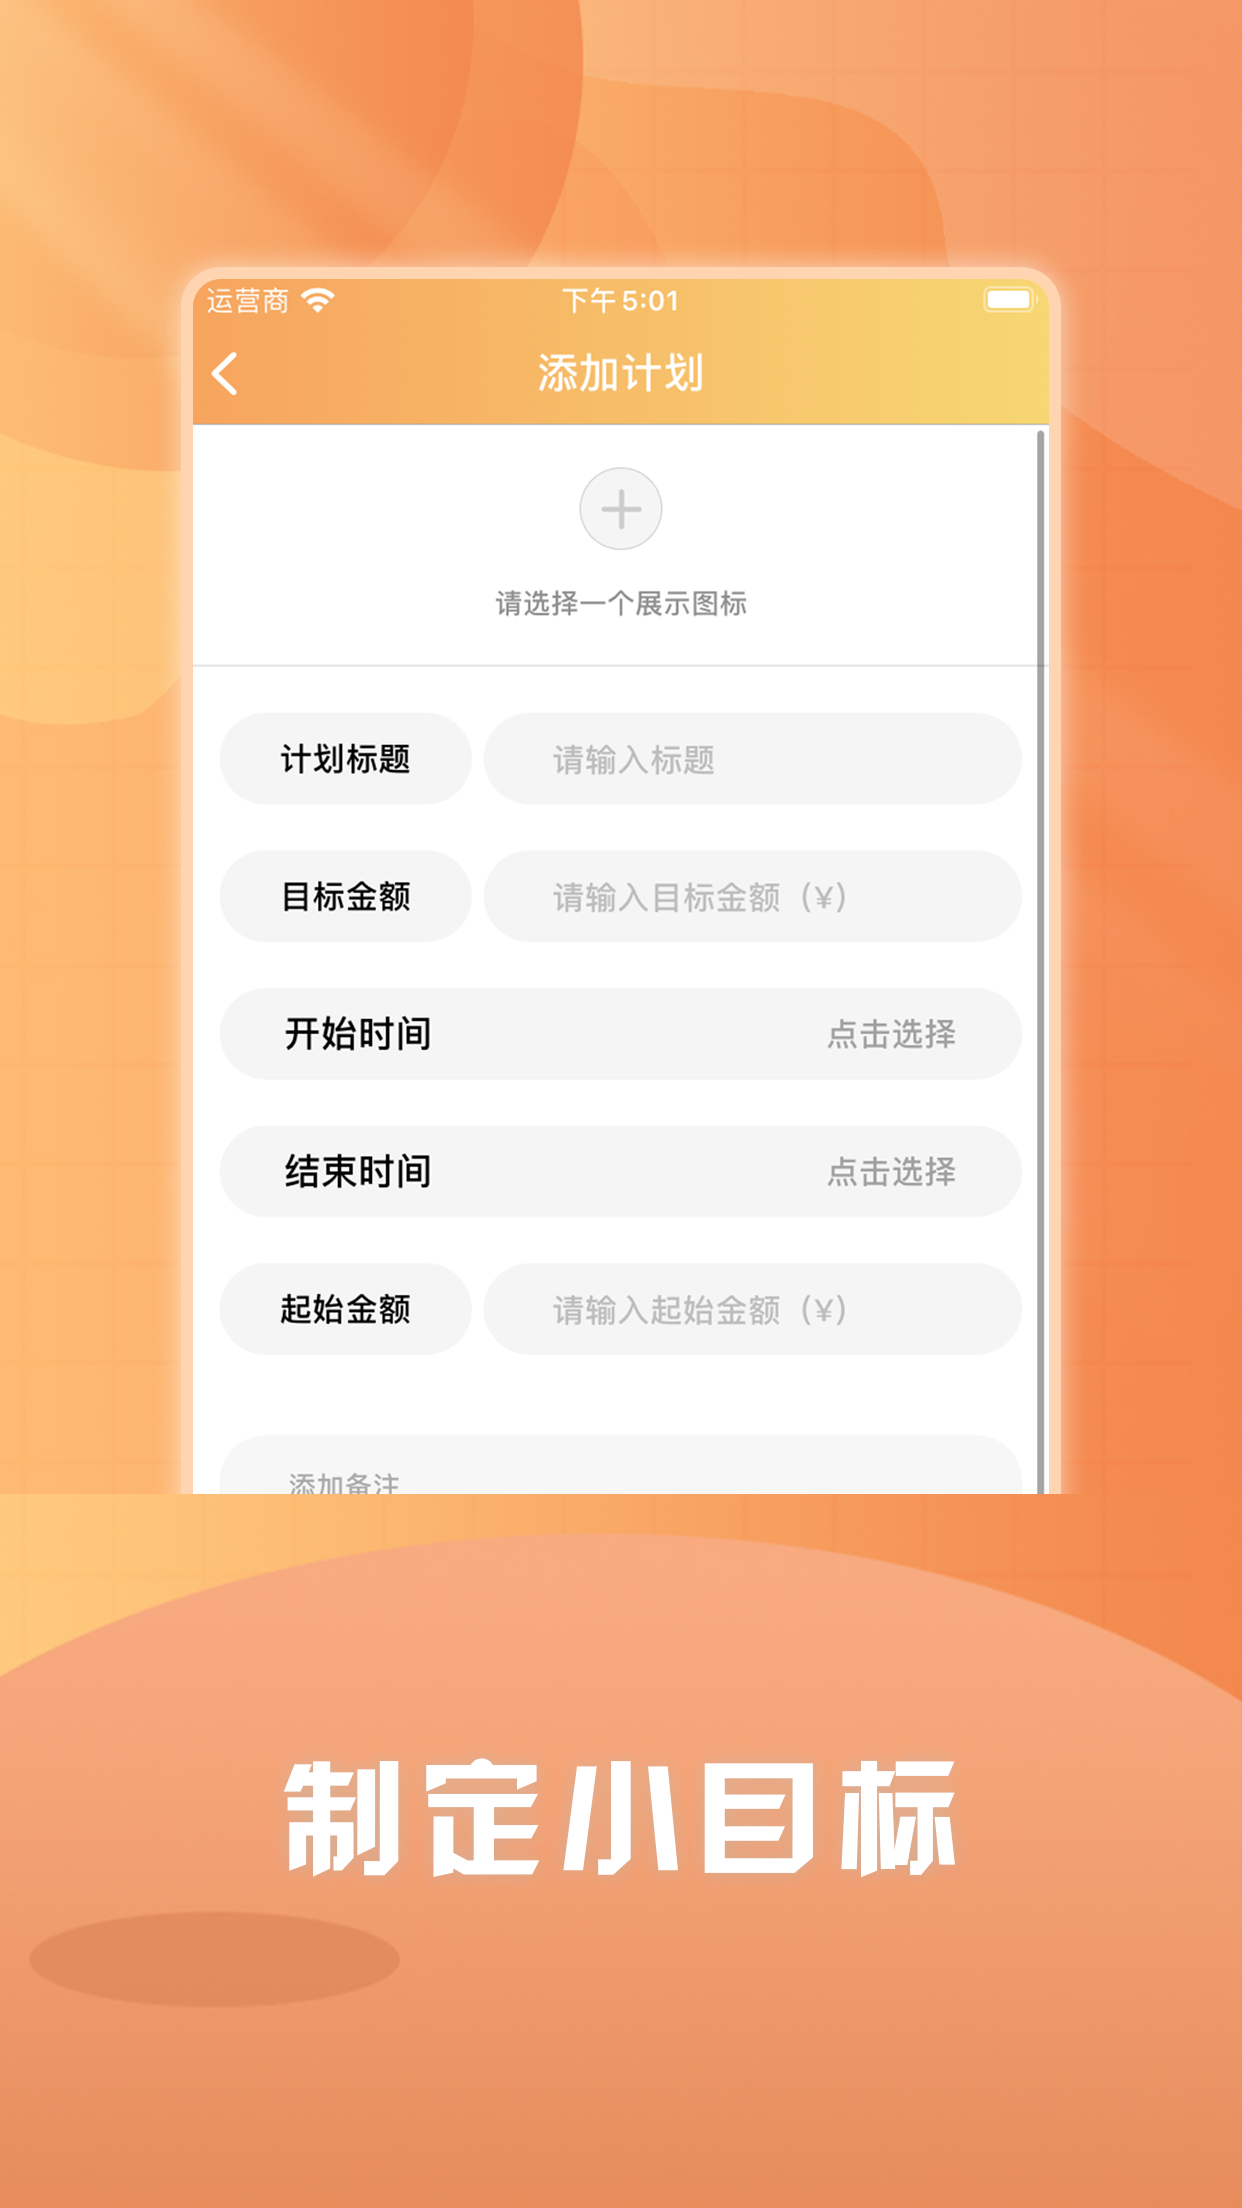 运营商 下午5:01
添加计划
请选择一个展示图标
计划标题 请输入标题
目标金额 请输入目标金额（¥）
开始时间 点击选择
结束时间 点击选择
起始金额 请输入起始金额（¥）
添加备注
制定小目标